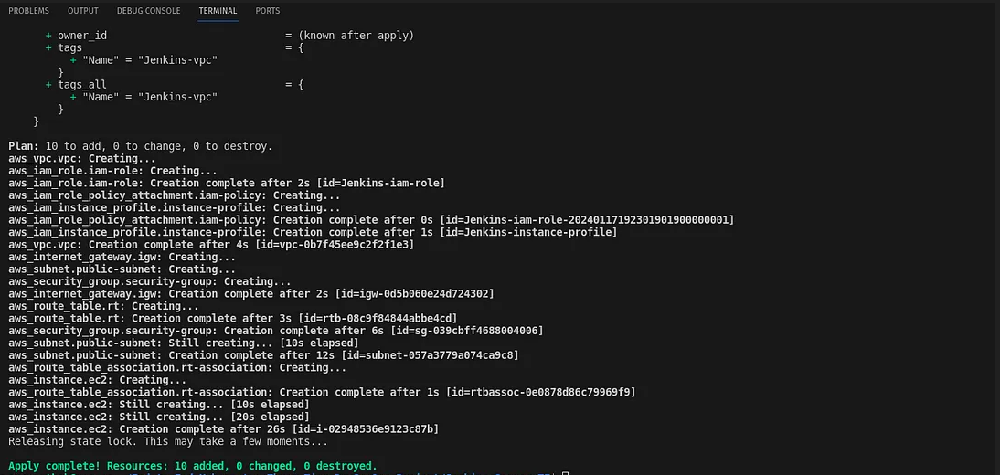 PROBLEMS OUTPUT DEBUG CONSOLE TERMINAL PORTS
+ owner_id = (known after apply)
+ tags = {
+ "Name" = "Jenkins-vpc"
}
+ tags_all = {
+ "Name" = "Jenkins-vpc"
}
}
Plan: 10 to add, 0 to change, 0 to destroy.
aws_vpc.vpc: Creating...
aws_iam_role.iam-role: Creating...
aws_iam_role.iam-role: Creation complete after 2s [id=Jenkins-iam-role]
aws_iam_role_policy_attachment.iam-policy: Creating...
aws_iam_instance_profile.instance-profile: Creating...
aws_iam_role_policy_attachment.iam-policy: Creation complete after 0s [id=Jenkins-iam-role-20240117192301901900000001]
aws_iam_instance_profile.instance-profile: Creation complete after 1s [id=Jenkins-instance-profile]
aws_vpc.vpc: Creation complete after 4s [id=vpc-0b7f45ee9c2f2f1e3]
aws_internet_gateway.igw: Creating...
aws_subnet.public-subnet: Creating...
aws_security_group.security-group: Creating...
aws_internet_gateway.igw: Creation complete after 2s [id=igw-0d5b060e24d724302]
aws_route_table.rt: Creating...
aws_route_table.rt: Creation complete after 3s [id=rtb-08c9f84844abbe4cd]
aws_security_group.security-group: Creation complete after 6s [id=sg-039cbff4688004006]
aws_subnet.public-subnet: Still creating... [10s elapsed]
aws_subnet.public-subnet: Creation complete after 12s [id=subnet-057a3779a074ca9c8]
aws_route_table_association.rt-association: Creating...
aws_instance.ec2: Creating...
aws_route_table_association.rt-association: Creation complete after 1s [id=rtbassoc-0e0878d86c79969f9]
aws_instance.ec2: Still creating... [10s elapsed]
aws_instance.ec2: Still creating... [20s elapsed]
aws_instance.ec2: Creation complete after 26s [id=i-02948536e9123c87b]
Releasing state lock. This may take a few moments...
Apply complete! Resources: 10 added, 0 changed, 0 destroyed.